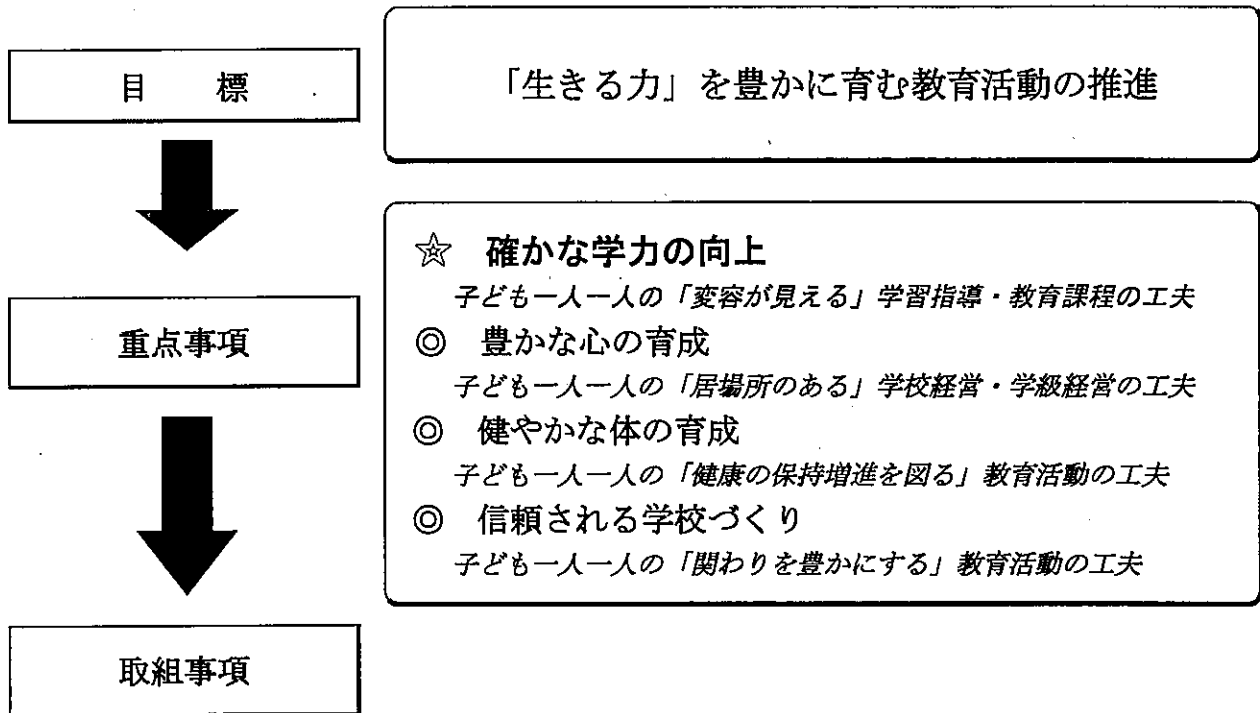 目　　標
「生きる力」を豊かに育む教育活動の推進
重点事項
☆　確かな学力の向上
子ども一人一人の「変容が見える」学習指導・教育課程の工夫
◎　豊かな心の育成
子ども一人一人の「居場所のある」学校経営・学級経営の工夫
◎　健やかな体の育成
子ども一人一人の「健康の保持増進を図る」教育活動の工夫
◎　信頼される学校づくり
子ども一人一人の「関わりを豊かにする」教育活動の工夫
取組事項